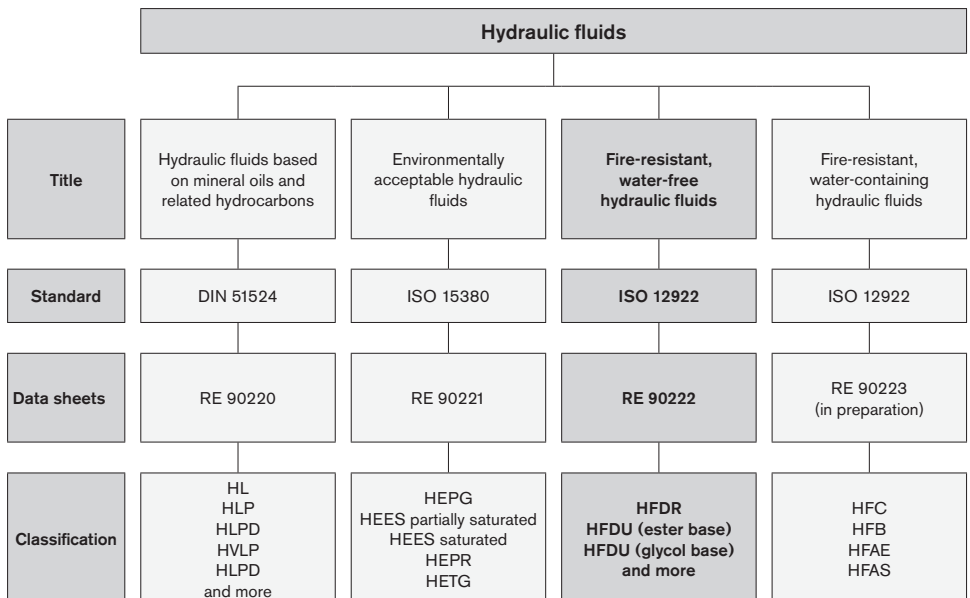 Hydraulic fluids
Title
Hydraulic fluids based
on mineral oils and
related hydrocarbons
Environmentally
acceptable hydraulic
fluids
Fire-resistant,
water-free
hydraulic fluids
Fire-resistant,
water-containing
hydraulic fluids
Standard
DIN 51524
ISO 15380
ISO 12922
ISO 12922
Data sheets
RE 90220
RE 90221
RE 90222
RE 90223
(in preparation)
Classification
HL
HLP
HLPD
HVLP
HLPD
and more
HEPG
HEES partially saturated
HEES saturated
HEPR
HETG
HFDR
HFDU (ester base)
HFDU (glycol base)
and more
HFC
HFB
HFAE
HFAS